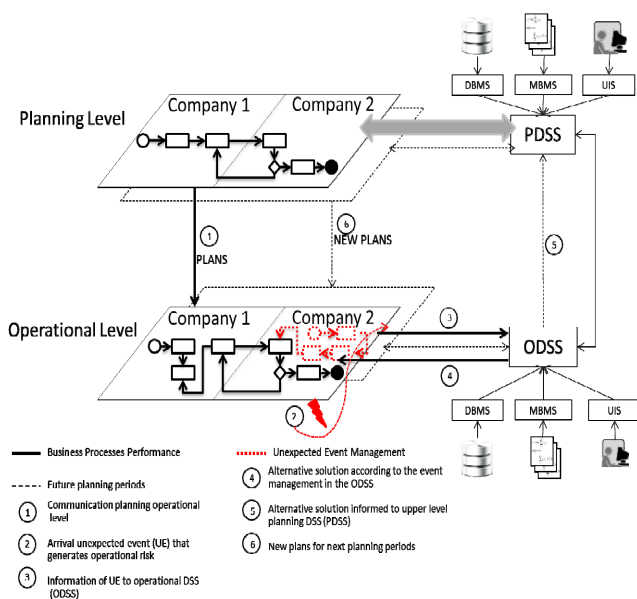 DBMS
MBMS
UIS
Planning Level
Company 1
Company 2
PDSS
1
PLANS
6
NEW PLANS
5
Operational Level
Company 1
Company 2
3
ODSS
4
2
DBMS
MBMS
UIS
Business Processes Performance
Future planning periods
1 Communication planning operational
level
2 Arrival unexpected event (UE) that
generates operational risk
3 Information of UE to operational DSS
(ODSS)
Unexpected Event Management
4 Alternative solution according to the event
management in the ODSS
5 Alternative solution informed to upper level
planning DSS (PDSS)
6 New plans for next planning periods